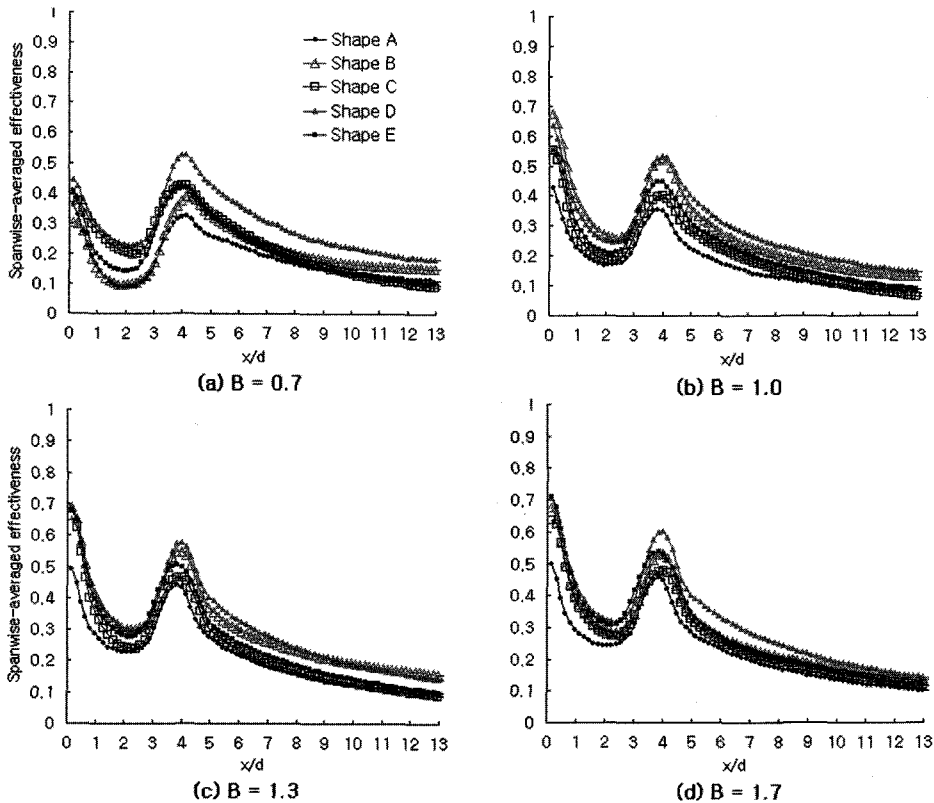 1
0.9
0.8
0.7
0.6
0.5
0.4
0.3
0.2
0.1
0
Spanwise-averaged effectiveness
Shape A
Shape B
Shape C
Shape D
Shape E
0 1 2 3 4 5 6 7 8 9 10 11 12 13
x/d
(a) B = 0.7
1
0.9
0.8
0.7
0.6
0.5
0.4
0.3
0.2
0.1
0
0 1 2 3 4 5 6 7 8 9 10 11 12 13
x/d
(b) B = 1.0
1
0.9
0.8
0.7
0.6
0.5
0.4
0.3
0.2
0.1
0
Spanwise-averaged effectiveness
0 1 2 3 4 5 6 7 8 9 10 11 12 13
x/d
(c) B = 1.3
1
0.9
0.8
0.7
0.6
0.5
0.4
0.3
0.2
0.1
0
0 1 2 3 4 5 6 7 8 9 10 11 12 13
x/d
(d) B = 1.7